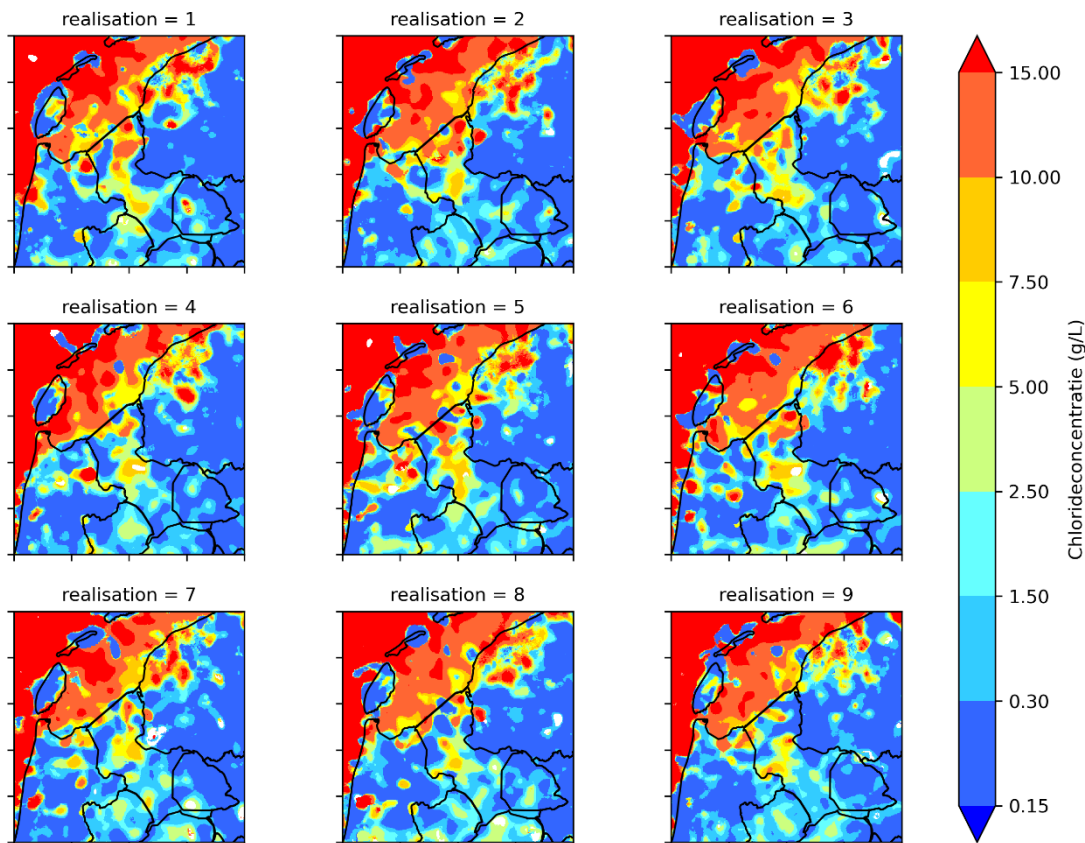 realisation = 1
realisation = 2
realisation = 3
realisation = 4
realisation = 5
realisation = 6
realisation = 7
realisation = 8
realisation = 9
15.00
10.00
7.50
5.00
2.50
1.50
0.30
0.15
Chlorideconcentratie (g/L)